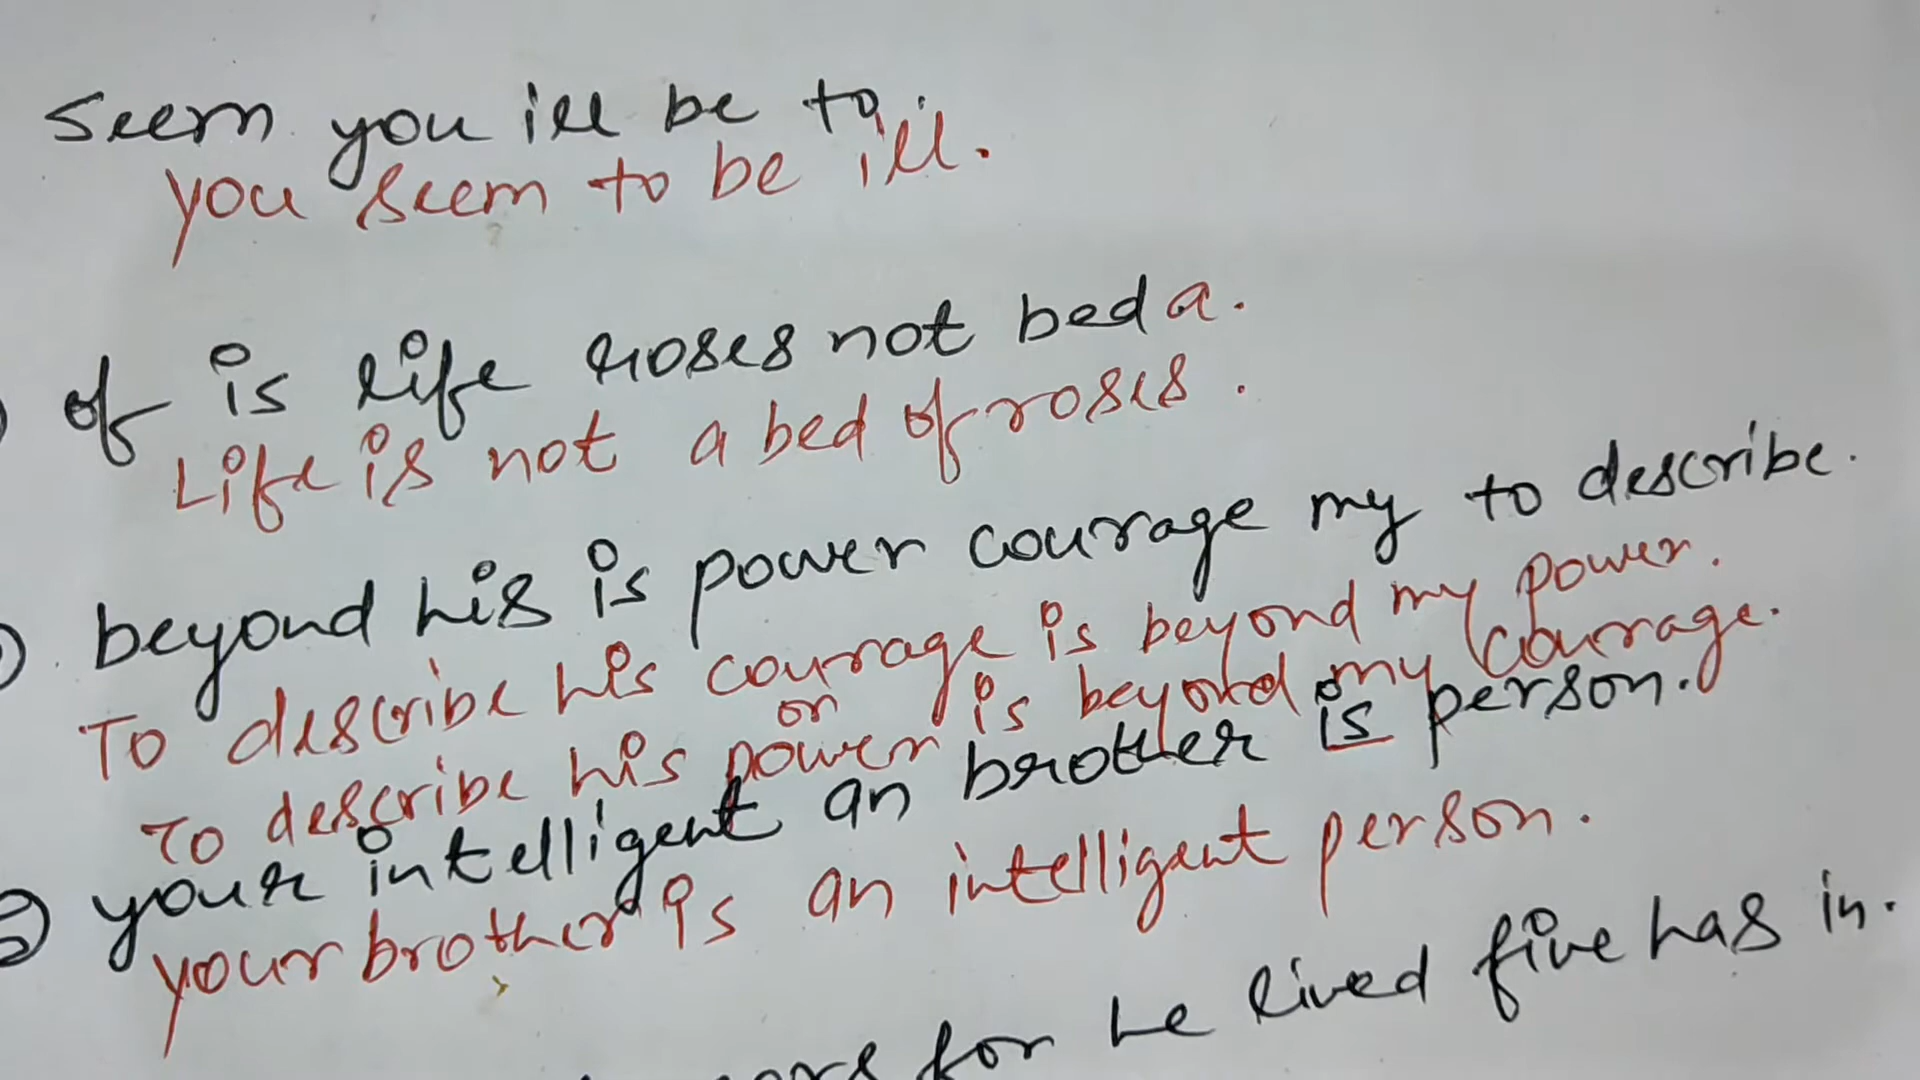 Seem you ill be to.
you seem to be ill.
of is life roses not bed a.
Life is not a bed of roses.
beyond his is power courage my to describe.
To describe his courage is beyond my power.
or
To describe his power is beyond my courage.
your intelligent an brother is person.
your brother is an intelligent person.
for he lived five has in.